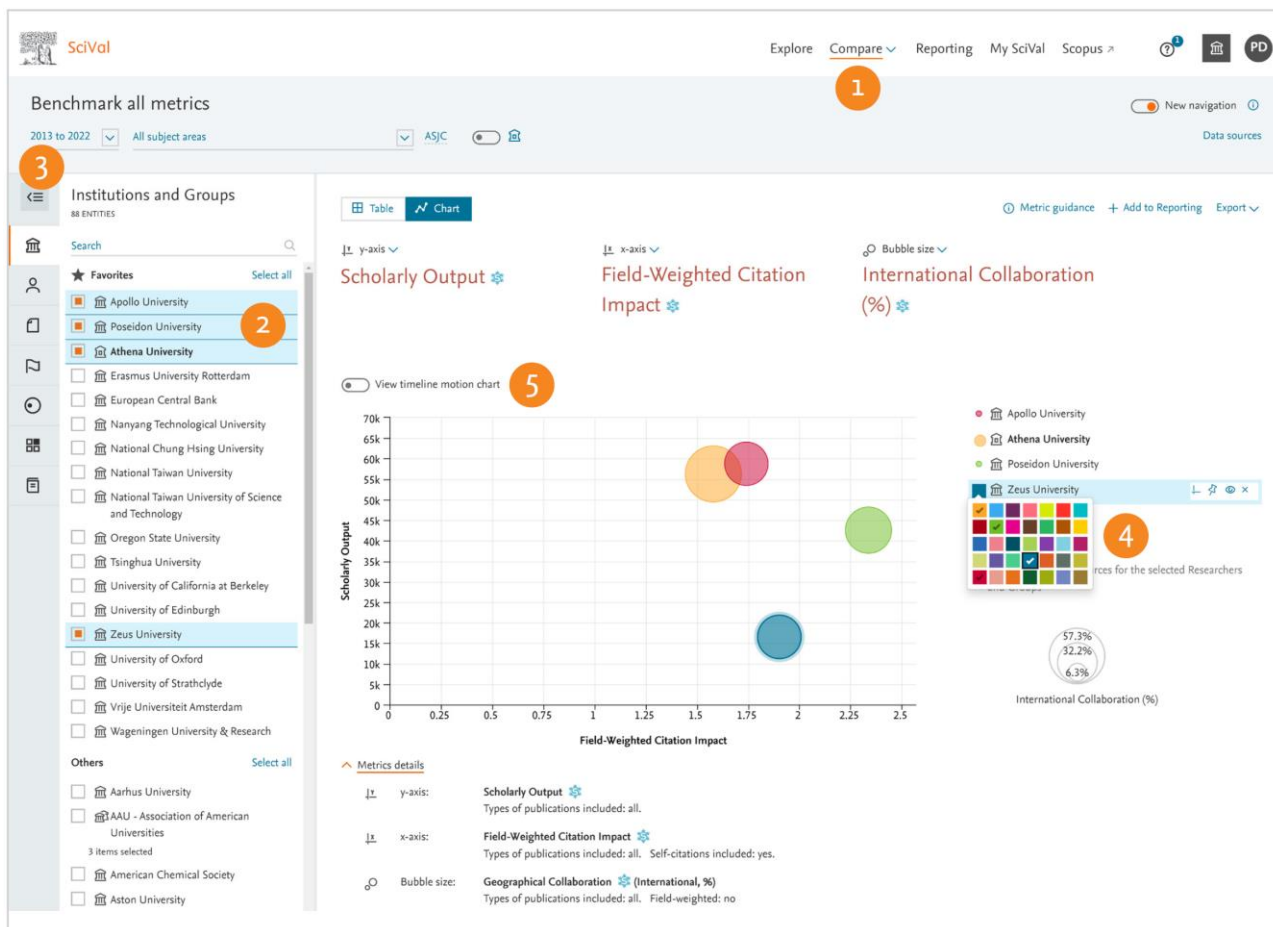 SciVal
Explore Compare Reporting My SciVal Scopus ↗ 1 PD
1
Benchmark all metrics
New navigation
2013 to 2022 All subject areas ASJC
Data sources
3
Institutions and Groups
88 ENTITIES
Table Chart
Metric guidance + Add to Reporting Export
Search
Favorites Select all
Apollo University
Poseidon University
2
Athena University
Erasmus University Rotterdam
European Central Bank
Nanyang Technological University
National Chung Hsing University
National Taiwan University
National Taiwan University of Science
and Technology
Oregon State University
Tsinghua University
University of California at Berkeley
University of Edinburgh
Zeus University
University of Oxford
University of Strathclyde
Vrije Universiteit Amsterdam
Wageningen University & Research
Others Select all
Aarhus University
AAU - Association of American
Universities
3 items selected
American Chemical Society
Aston University
y-axis
Scholarly Output
x-axis
Field-Weighted Citation
Impact
Bubble size
International Collaboration
(%)
View timeline motion chart
5
70k
65k
60k
55k
50k
45k
40k
35k
30k
25k
20k
15k
10k
5k
0
Scholarly Output
0 0.25 0.5 0.75 1 1.25 1.5 1.75 2 2.25 2.5
Field-Weighted Citation Impact
Apollo University
Athena University
Poseidon University
Zeus University
4
for the selected Researchers
57.3%
32.2%
6.3%
International Collaboration (%)
Metrics details
y-axis: Scholarly Output
Types of publications included: all.
x-axis: Field-Weighted Citation Impact
Types of publications included: all. Self-citations included: yes.
Bubble size: Geographical Collaboration (International, %)
Types of publications included: all. Field-weighted: no